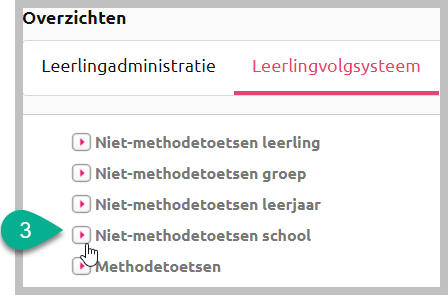 Overzichten
Leerlingadministratie Leerlingvolgsysteem
Niet-methodetoetsen leerling
Niet-methodetoetsen groep
Niet-methodetoetsen leerjaar
3 Niet-methodetoetsen school
Methodetoetsen